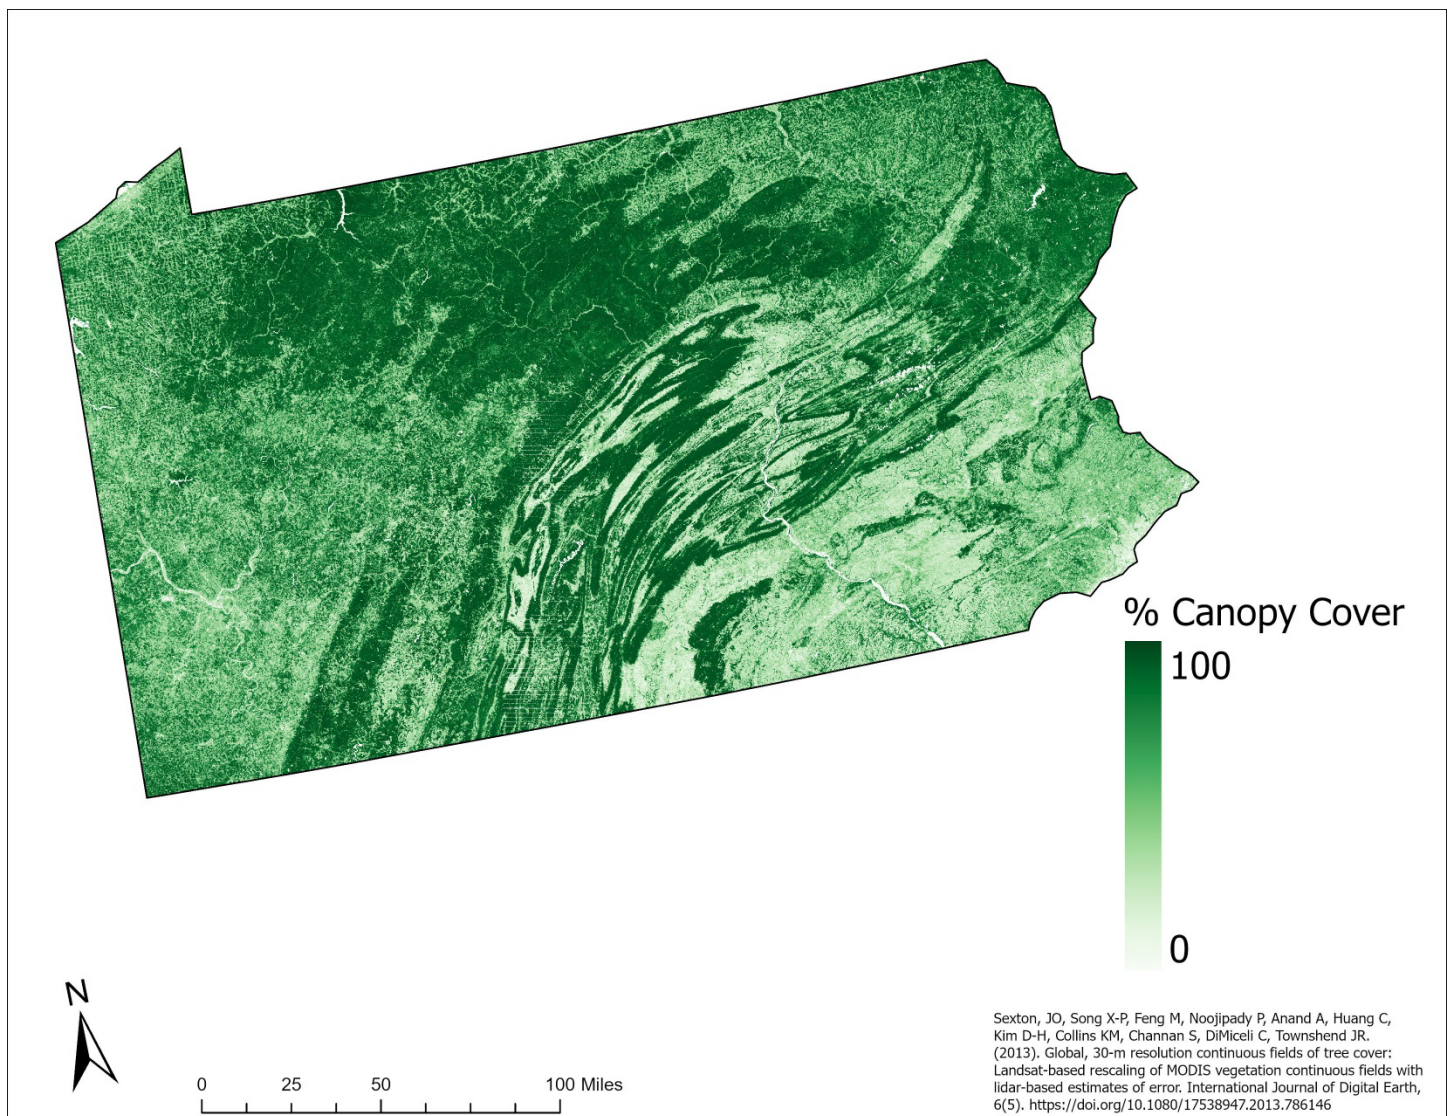 % Canopy Cover
100
0
N
0 25 50 100 Miles
Sexton, JO, Song X-P, Feng M, Noojipady P, Anand A, Huang C,
Kim D-H, Collins KM, Channan S, DiMiceli C, Townshend JR.
(2013). Global, 30-m resolution continuous fields of tree cover:
Landsat-based rescaling of MODIS vegetation continuous fields with
lidar-based estimates of error. International Journal of Digital Earth,
6(5). https://doi.org/10.1080/17538947.2013.786146